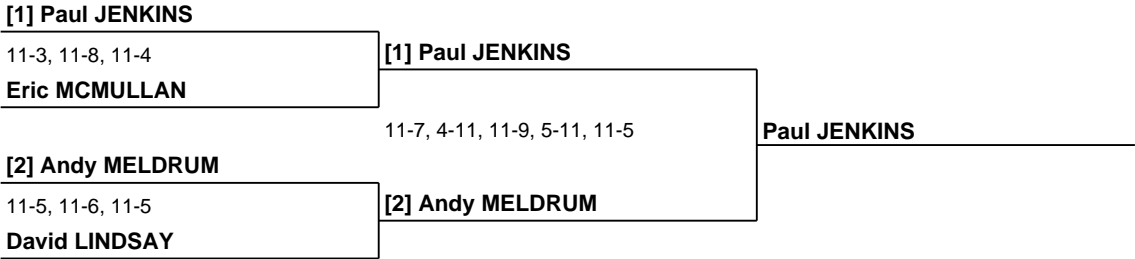 [1] Paul JENKINS
11-3, 11-8, 11-4
[1] Paul JENKINS
Eric MCMULLAN
11-7, 4-11, 11-9, 5-11, 11-5
Paul JENKINS
[2] Andy MELDRUM
11-5, 11-6, 11-5
[2] Andy MELDRUM
David LINDSAY